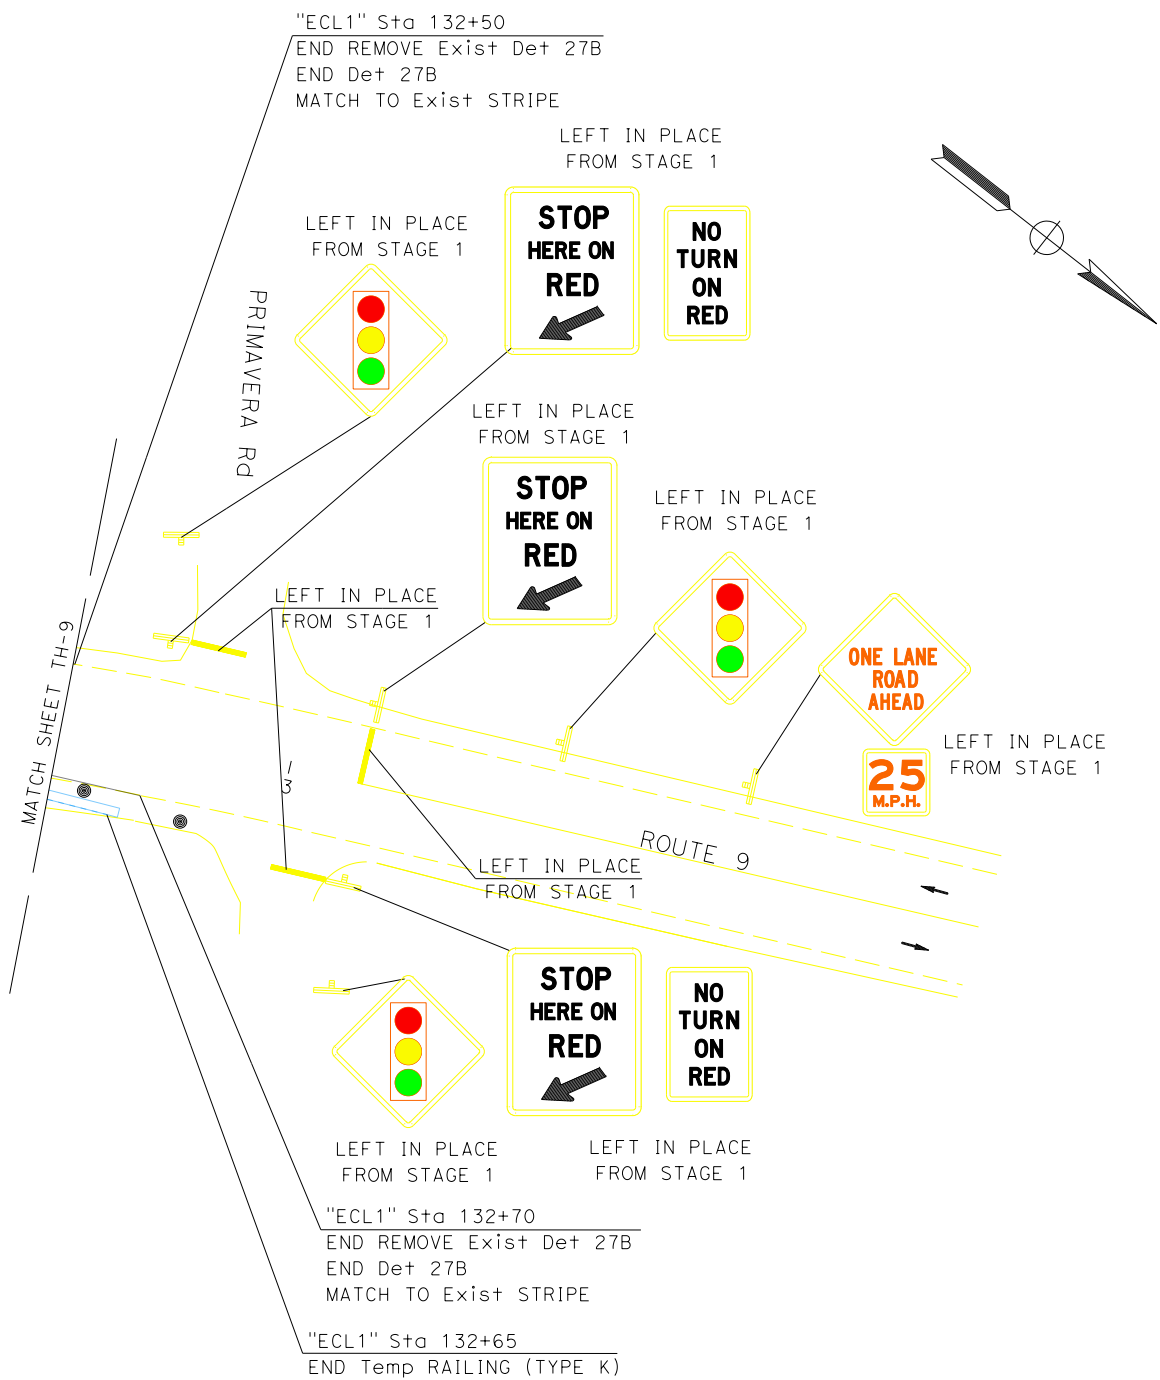 "ECL1" Sta 132+50
END REMOVE Exist Det 27B
END Det 27B
MATCH TO Exist STRIPE
LEFT IN PLACE
FROM STAGE 1
STOP
HERE ON
RED
NO
TURN
ON
RED
LEFT IN PLACE
FROM STAGE 1
PRIMAVERA Rd
LEFT IN PLACE
FROM STAGE 1
STOP
HERE ON
RED
LEFT IN PLACE
FROM STAGE 1
LEFT IN PLACE
FROM STAGE 1
ONE LANE
ROAD
AHEAD
25
M.P.H.
LEFT IN PLACE
FROM STAGE 1
MATCH SHEET TH-9
13
ROUTE 9
LEFT IN PLACE
FROM STAGE 1
STOP
HERE ON
RED
NO
TURN
ON
RED
LEFT IN PLACE
FROM STAGE 1
LEFT IN PLACE
FROM STAGE 1
"ECL1" Sta 132+70
END REMOVE Exist Det 27B
END Det 27B
MATCH TO Exist STRIPE
"ECL1" Sta 132+65
END Temp RAILING (TYPE K)